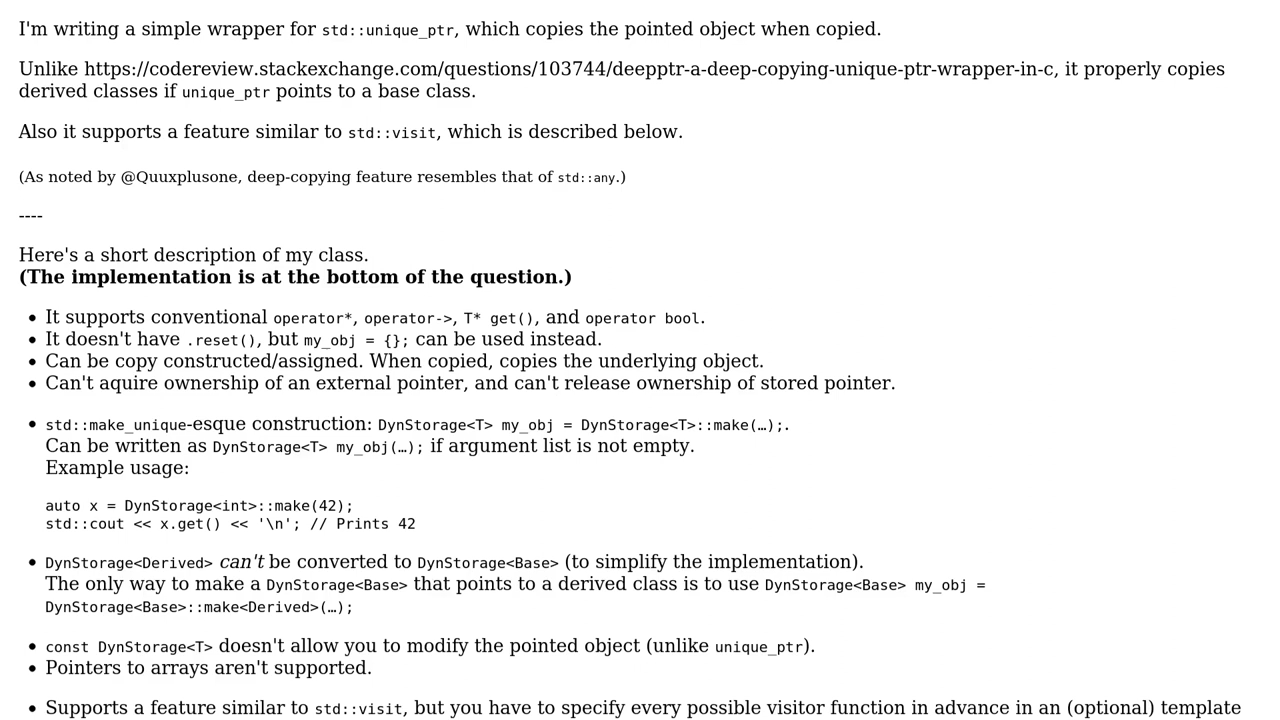 I'm writing a simple wrapper for std::unique_ptr, which copies the pointed object when copied.
Unlike https://codereview.stackexchange.com/questions/103744/deepptr-a-deep-copying-unique-ptr-wrapper-in-c, it properly copies
derived classes if unique_ptr points to a base class.
Also it supports a feature similar to std::visit, which is described below.
(As noted by @Quuxplusone, deep-copying feature resembles that of std::any.)
----
Here's a short description of my class.
(The implementation is at the bottom of the question.)
• It supports conventional operator*, operator->, T* get(), and operator bool.
• It doesn't have .reset(), but my_obj = {}; can be used instead.
• Can be copy constructed/assigned. When copied, copies the underlying object.
• Can't aquire ownership of an external pointer, and can't release ownership of stored pointer.
• std::make_unique-esque construction: DynStorage<T> my_obj = DynStorage<T>::make(…);.
Can be written as DynStorage<T> my_obj(…); if argument list is not empty.
Example usage:
auto x = DynStorage<int>::make(42);
std::cout << x.get() << '\n'; // Prints 42
• DynStorage<Derived> can't be converted to DynStorage<Base> (to simplify the implementation).
The only way to make a DynStorage<Base> that points to a derived class is to use DynStorage<Base> my_obj =
DynStorage<Base>::make<Derived>(…);
• const DynStorage<T> doesn't allow you to modify the pointed object (unlike unique_ptr).
• Pointers to arrays aren't supported.
• Supports a feature similar to std::visit, but you have to specify every possible visitor function in advance in an (optional) template